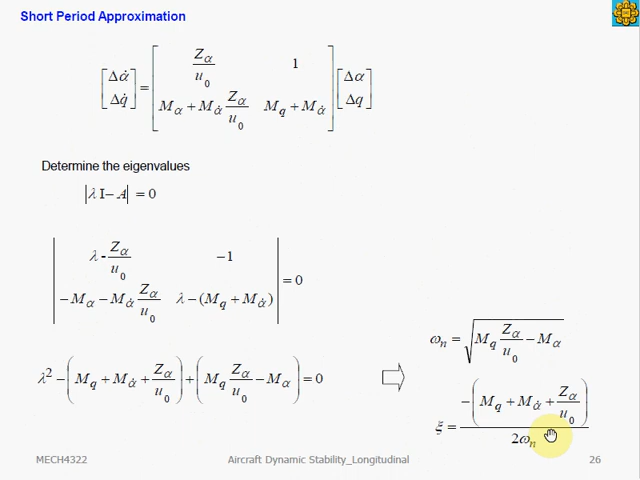 Short Period Approximation
[Δα̇ Δq̇] = [Zα/u0 1 Mα + Mα̇ Zα/u0 Mq + Mα̇] [Δα Δq]
Determine the eigenvalues
|λ I − A| = 0
|λ - Zα/u0 −1 −Mα − Mα̇ Zα/u0 λ − (Mq + Mα̇)| = 0
ωn = √(Mq Zα/u0 − Mα)
λ² − (Mq + Mα̇ + Zα/u0) + (Mq Zα/u0 − Mα) = 0
ξ = −(Mq + Mα̇ + Zα/u0) / 2ωn
MECH4322 Aircraft Dynamic Stability_Longitudinal 26